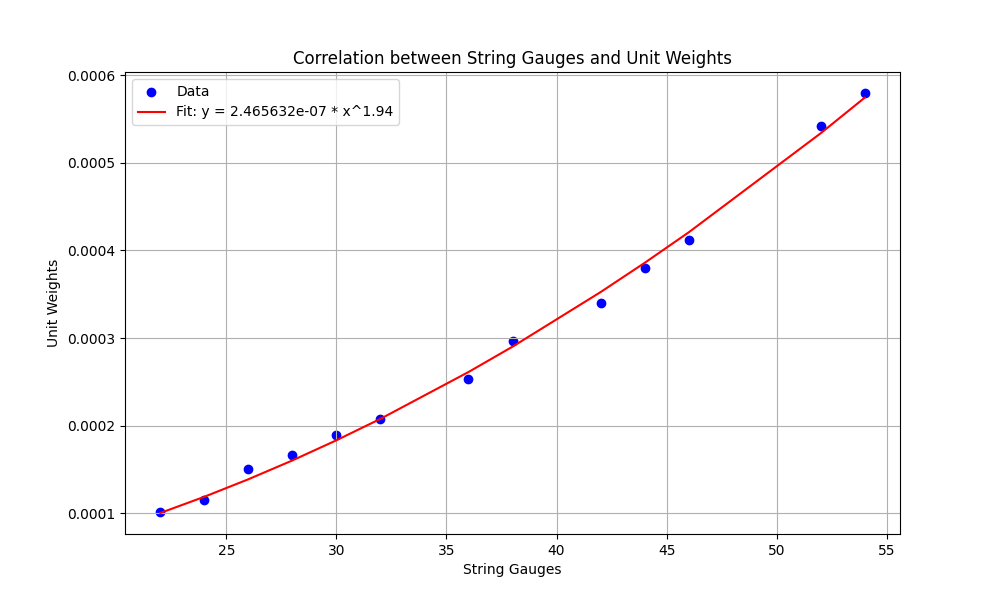 Correlation between String Gauges and Unit Weights
Data
Fit: y = 2.465632e-07 * x^1.94
0.0006
0.0005
0.0004
0.0003
0.0002
0.0001
Unit Weights
25 30 35 40 45 50 55
String Gauges